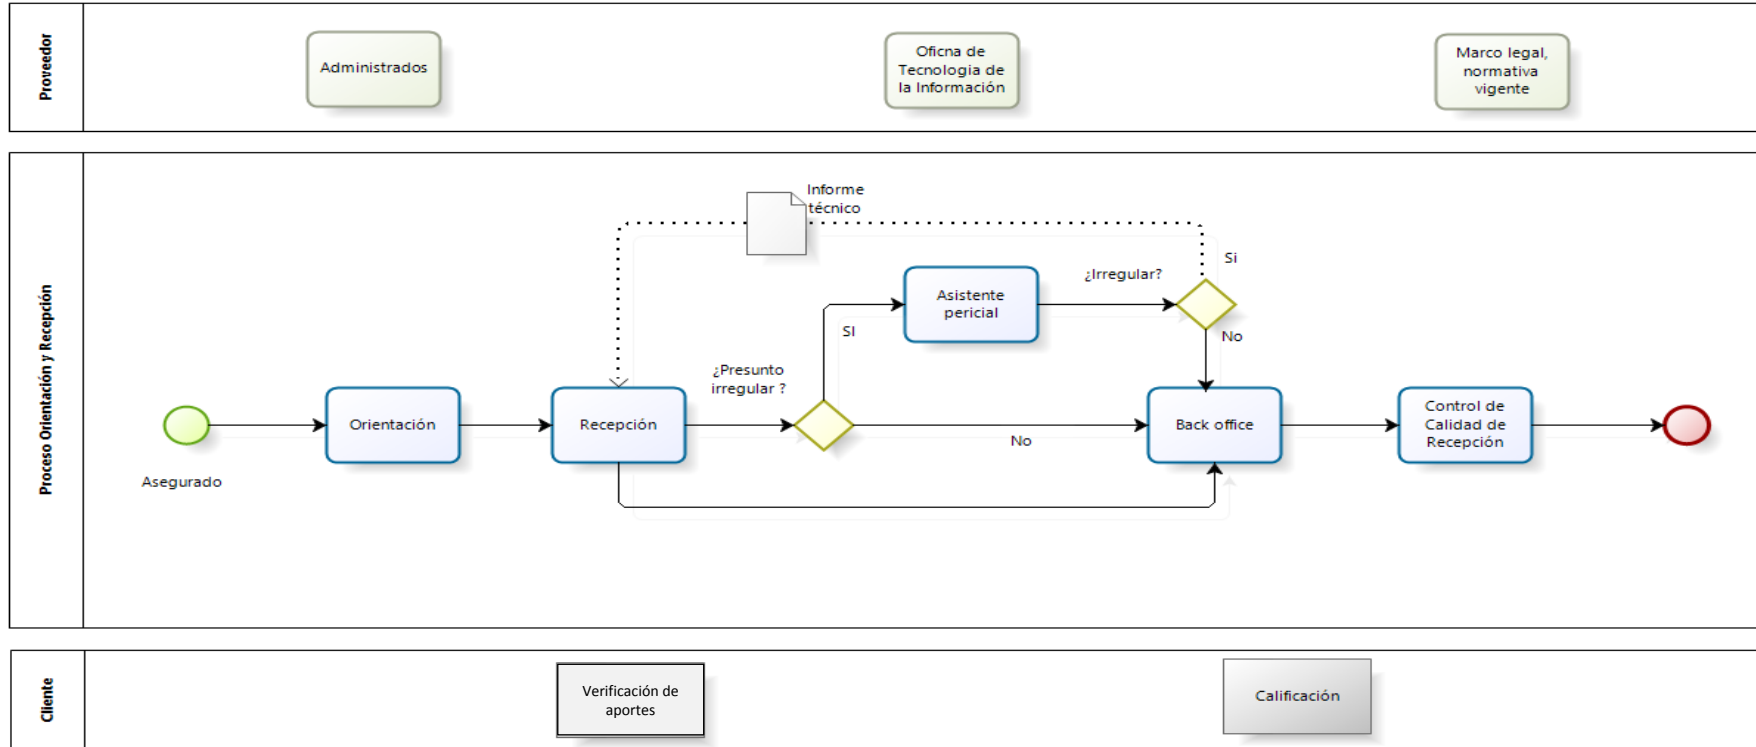 Proveedor
Administrados
Oficna de
Tecnologia de
la Información
Marco legal,
normativa
vigente
Proceso Orientación y Recepción
Informe
técnico
Si
¿Irregular?
Asistente
pericial
SI
No
¿Presunto
irregular ?
Orientación
Recepción
No
Back office
Control de
Calidad de
Recepción
Asegurado
Cliente
Verificación de
aportes
Calificación